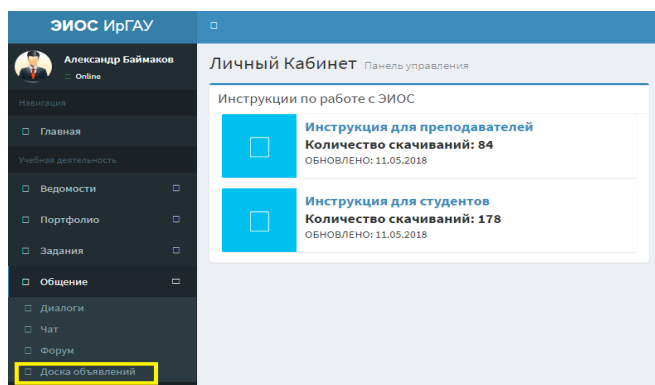 ЭИОС ИрГАУ
Александр Баймаков
Online
Навигация
Главная
Учебная деятельность
Ведомости
Портфолио
Задания
Общение
Диалоги
Чат
Форум
Доска объявлений
Личный Кабинет Панель управления
Инструкции по работе с ЭИОС
Инструкция для преподавателей
Количество скачиваний: 84
ОБНОВЛЕНО: 11.05.2018
Инструкция для студентов
Количество скачиваний: 178
ОБНОВЛЕНО: 11.05.2018